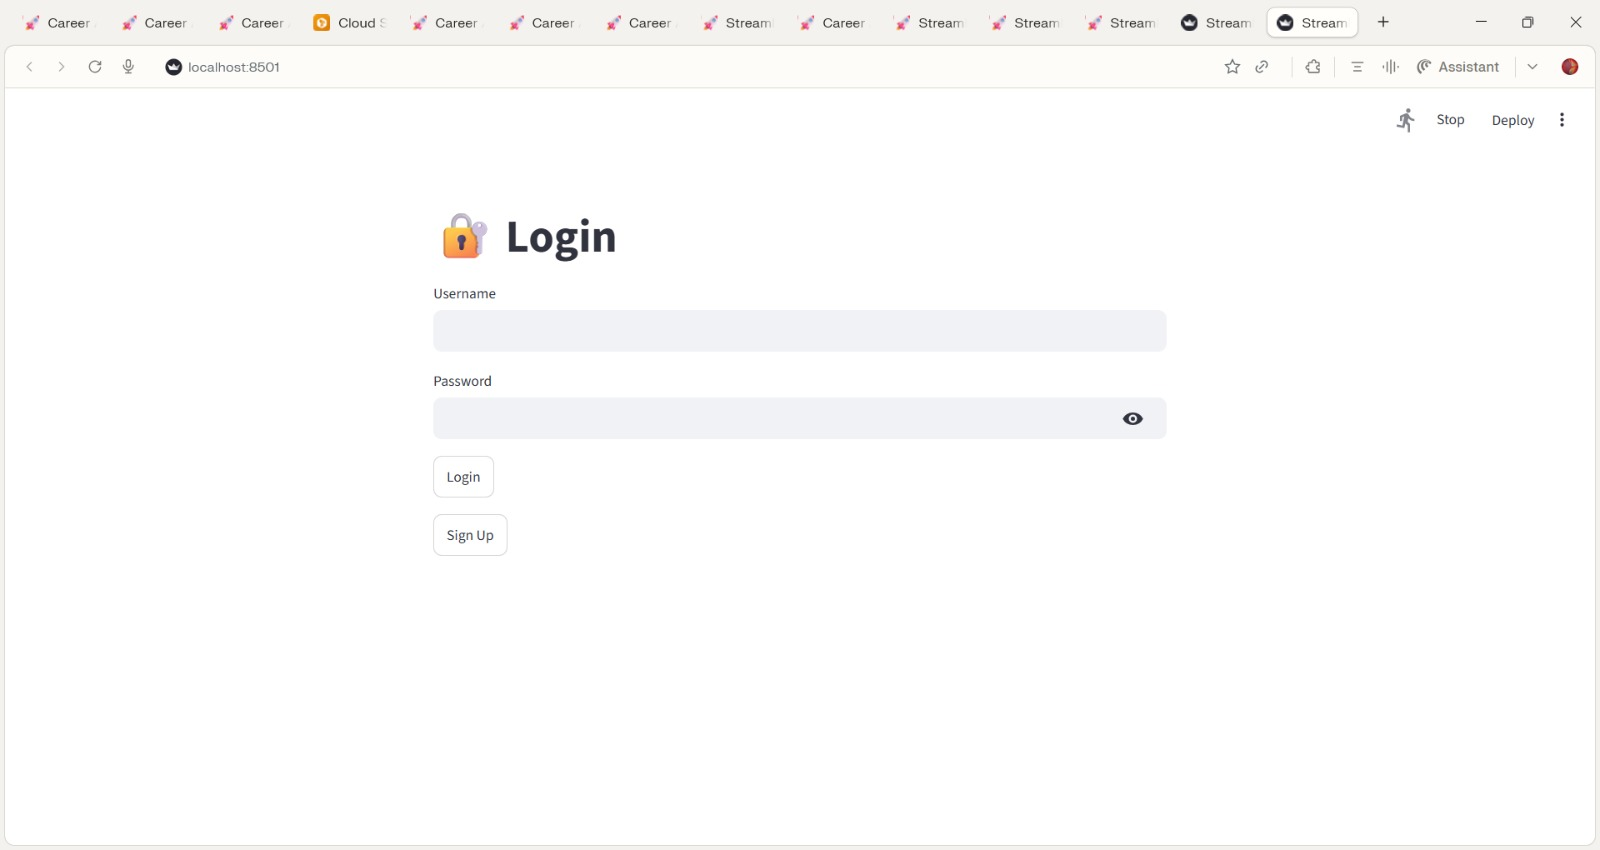 Career Career Career Cloud S Career Career Career Stream Career Stream Stream Stream Stream Stream
localhost:8501
Assistant
Stop Deploy
Login
Username
Password
Login
Sign Up